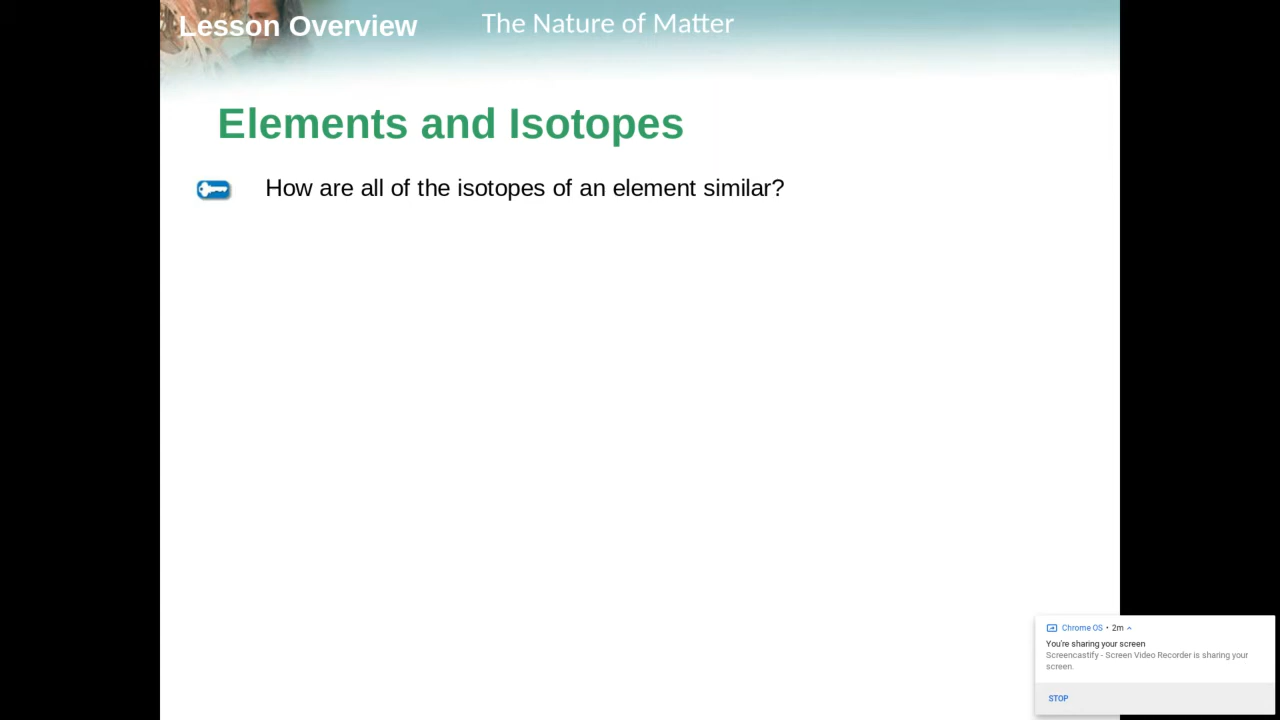 Lesson Overview
The Nature of Matter
Elements and Isotopes
How are all of the isotopes of an element similar?
Chrome OS • 2m
You're sharing your screen
Screencastify - Screen Video Recorder is sharing your
screen.
STOP